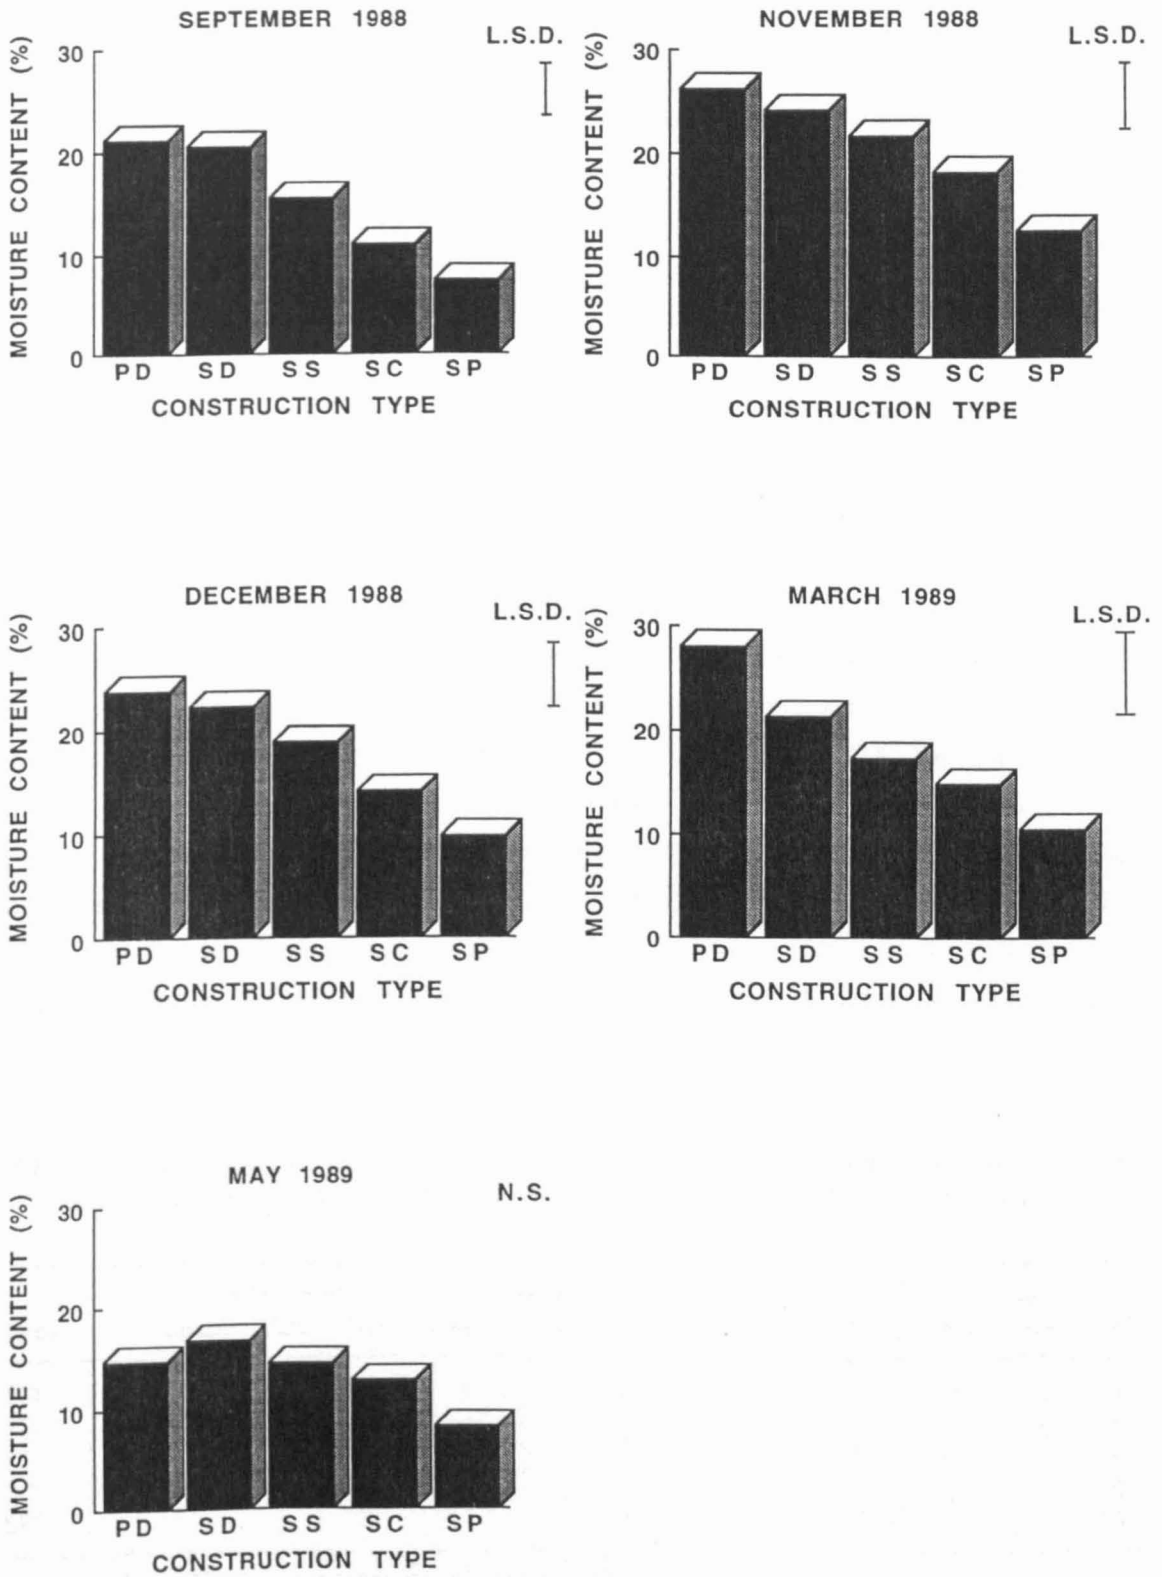 SEPTEMBER 1988
L.S.D.
MOISTURE CONTENT (%)
30
20
10
0
PD SD SS SC SP
CONSTRUCTION TYPE
NOVEMBER 1988
L.S.D.
MOISTURE CONTENT (%)
30
20
10
0
PD SD SS SC SP
CONSTRUCTION TYPE
DECEMBER 1988
L.S.D.
MOISTURE CONTENT (%)
30
20
10
0
PD SD SS SC SP
CONSTRUCTION TYPE
MARCH 1989
L.S.D.
MOISTURE CONTENT (%)
30
20
10
0
PD SD SS SC SP
CONSTRUCTION TYPE
MAY 1989
N.S.
MOISTURE CONTENT (%)
30
20
10
0
PD SD SS SC SP
CONSTRUCTION TYPE